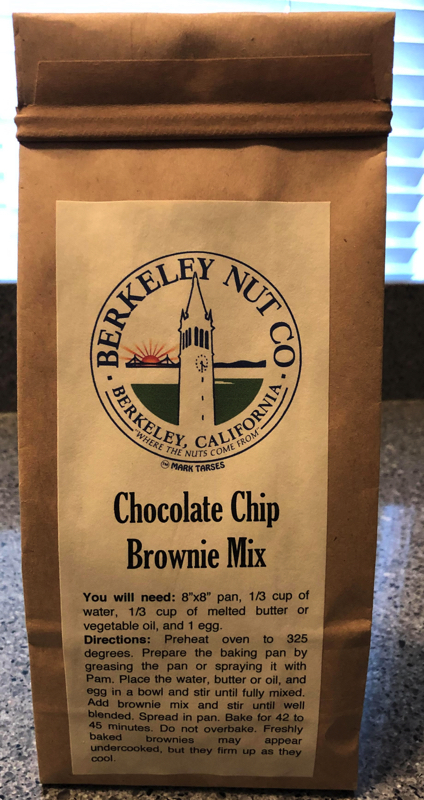 BERKELEY NUT CO.
BERKELEY, CALIFORNIA
"WHERE THE NUTS COME FROM"
TM MARK TARSES
Chocolate Chip
Brownie Mix
You will need: 8"x8" pan, 1/3 cup of
water, 1/3 cup of melted butter or
vegetable oil, and 1 egg.
Directions: Preheat oven to 325
degrees. Prepare the baking pan by
greasing the pan or spraying it with
Pam. Place the water, butter or oil, and
egg in a bowl and stir until fully mixed.
Add brownie mix and stir until well
blended. Spread in pan. Bake for 42 to
45 minutes. Do not overbake. Freshly
baked brownies may appear
undercooked, but they firm up as they
cool.